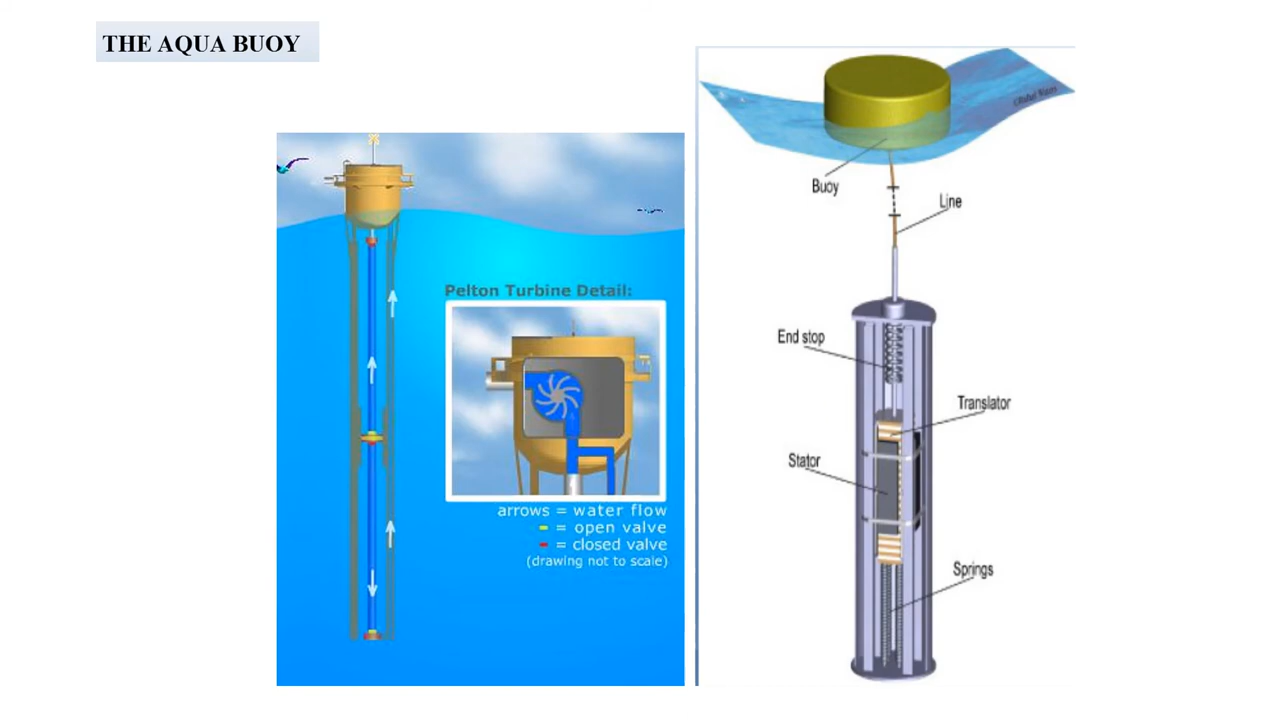 THE AQUA BUOY
Pelton Turbine Detail:
arrows = water flow
= open valve
= closed valve
(drawing not to scale)
Buoy
Line
End stop
Translator
Stator
Springs